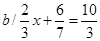 b/ 2/3 x + 6/7 = 10/3